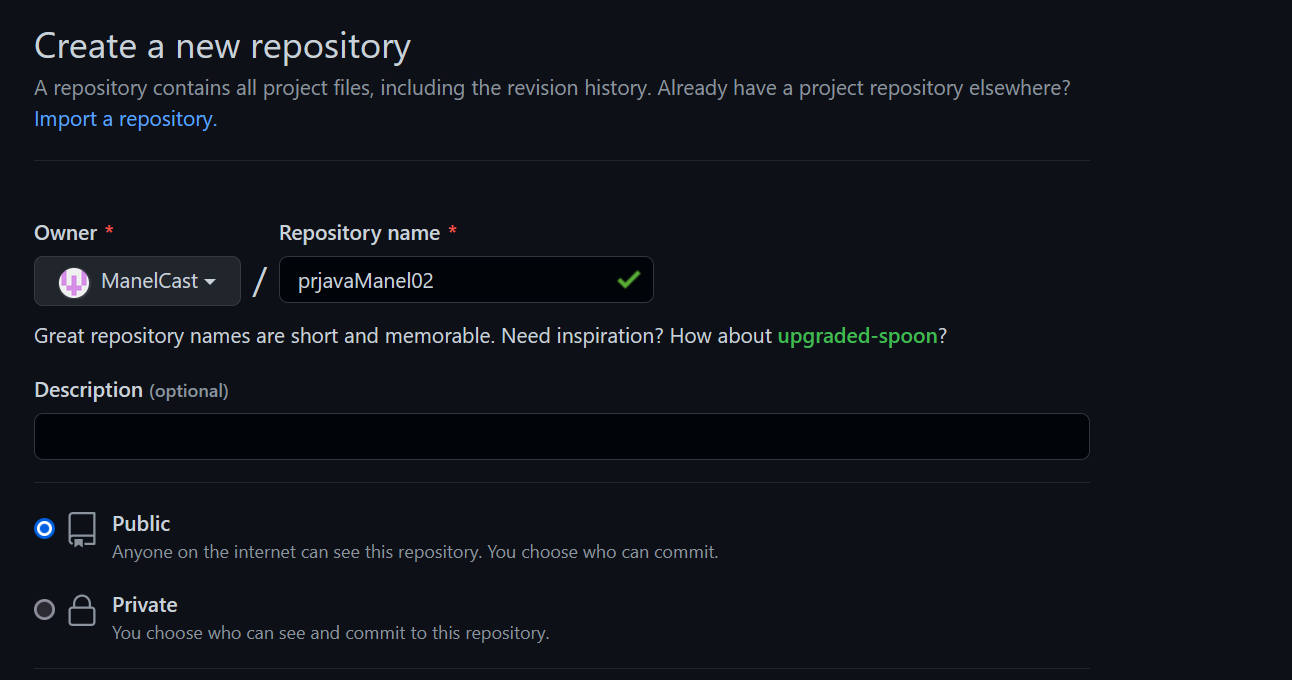 Create a new repository
A repository contains all project files, including the revision history. Already have a project repository elsewhere?
Import a repository.
Owner * Repository name *
ManelCast / prjavaManel02
Great repository names are short and memorable. Need inspiration? How about upgraded-spoon?
Description (optional)
Public
Anyone on the internet can see this repository. You choose who can commit.
Private
You choose who can see and commit to this repository.